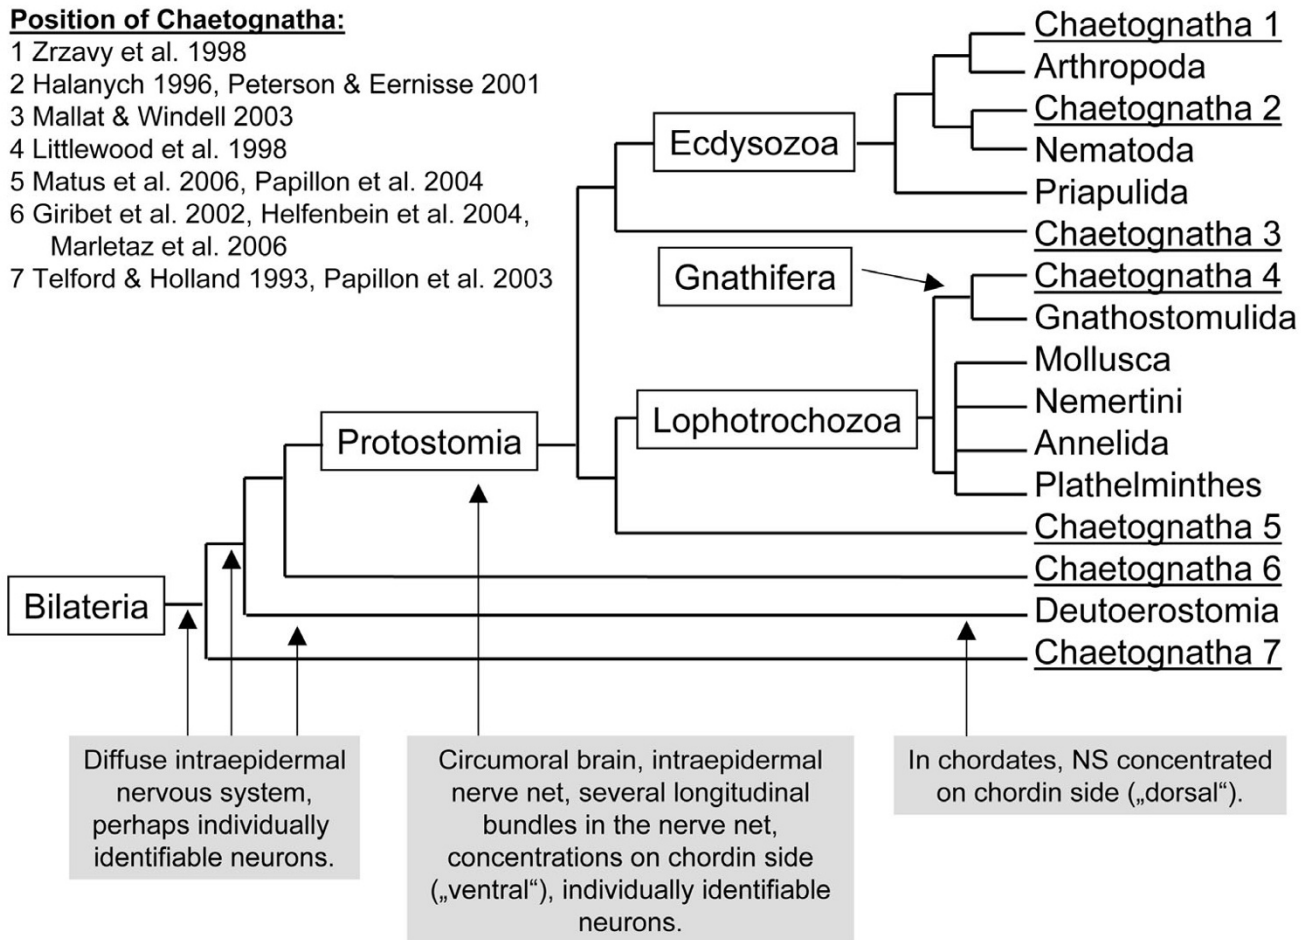 Position of Chaetognatha:
1 Zrzavy et al. 1998
2 Halanych 1996, Peterson & Eernisse 2001
3 Mallat & Windell 2003
4 Littlewood et al. 1998
5 Matus et al. 2006, Papillon et al. 2004
6 Giribet et al. 2002, Helfenbein et al. 2004,
Marletaz et al. 2006
7 Telford & Holland 1993, Papillon et al. 2003
Chaetognatha 1
Arthropoda
Chaetognatha 2
Nematoda
Priapulida
Chaetognatha 3
Chaetognatha 4
Gnathostomulida
Mollusca
Nemertini
Annelida
Plathelminthes
Chaetognatha 5
Chaetognatha 6
Deutoerostomia
Chaetognatha 7
Ecdysozoa
Gnathifera
Lophotrochozoa
Protostomia
Bilateria
Diffuse intraepidermal
nervous system,
perhaps individually
identifiable neurons.
Circumoral brain, intraepidermal
nerve net, several longitudinal
bundles in the nerve net,
concentrations on chordin side
(„ventral“), individually identifiable
neurons.
In chordates, NS concentrated
on chordin side („dorsal“).